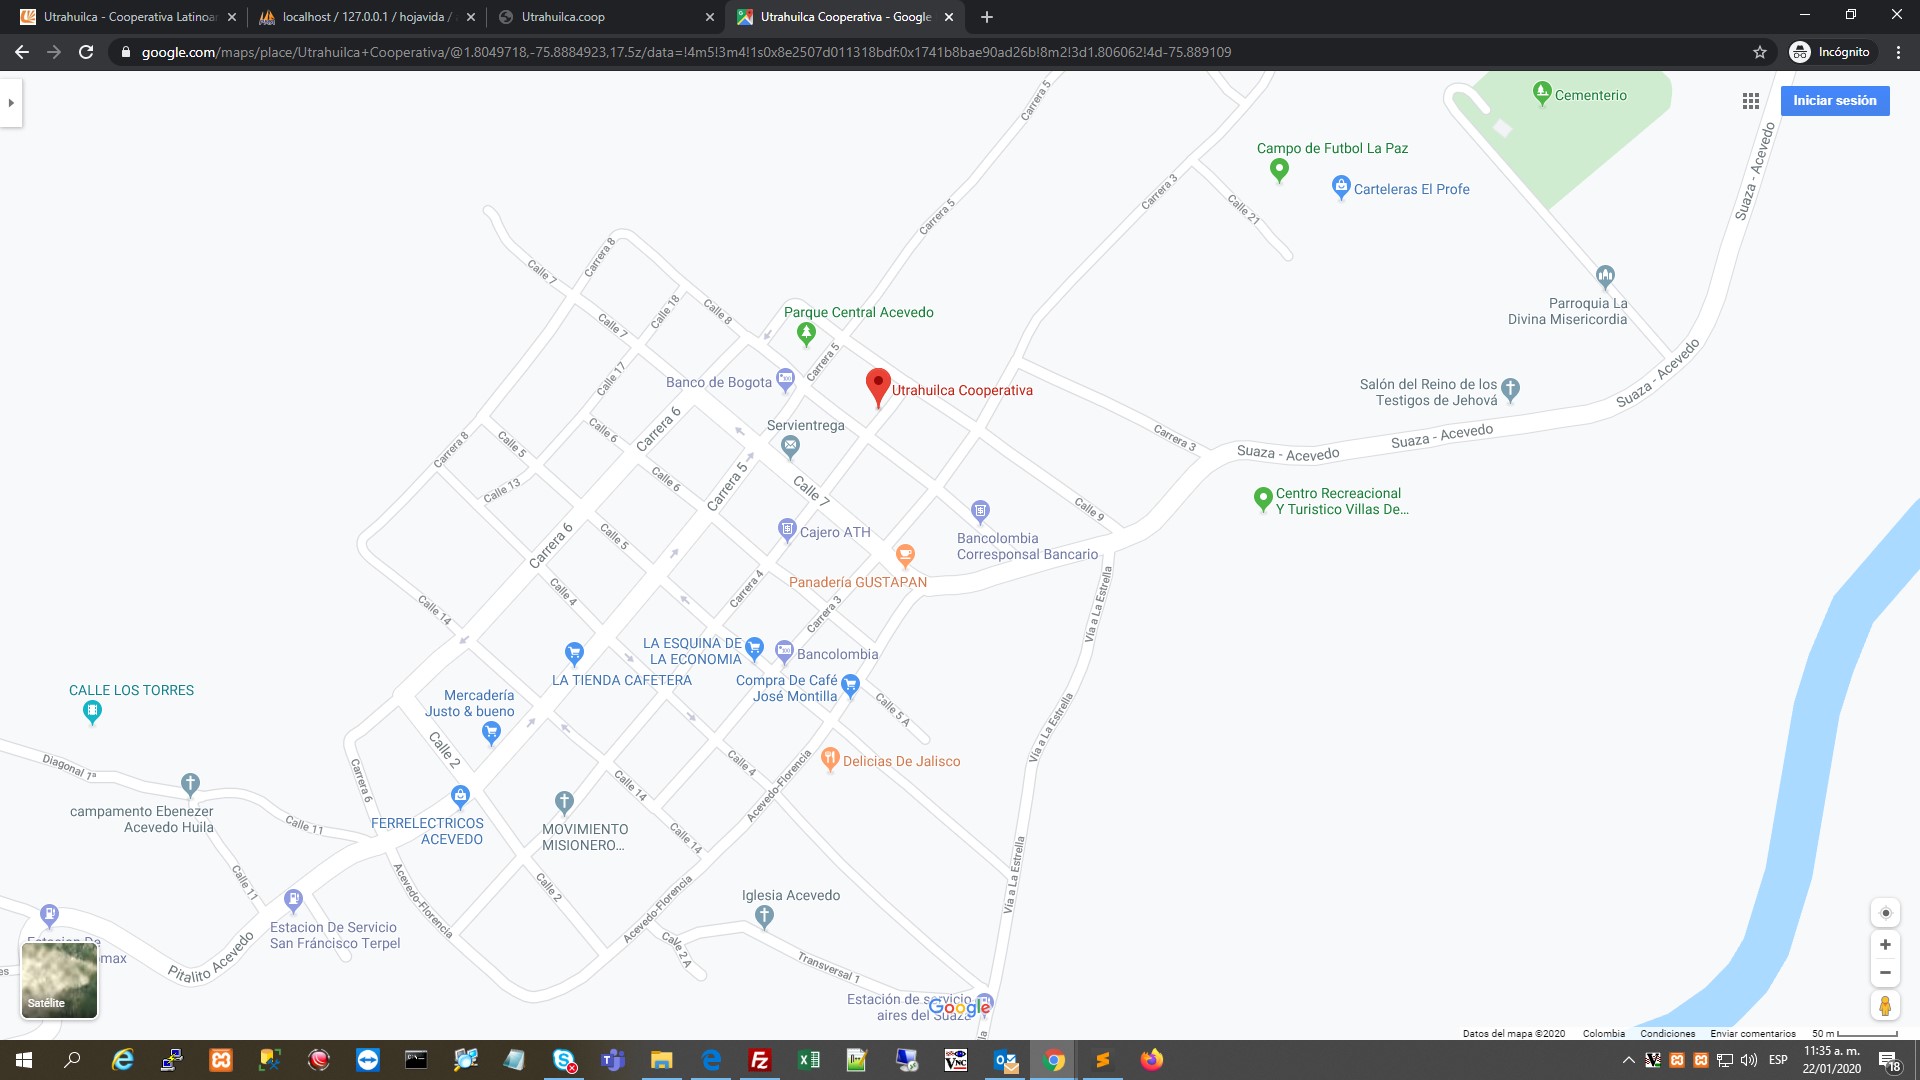 Utrahuilca - Cooperativa Latinoar
localhost / 127.0.0.1 / hojavida /
Utrahuilca.coop
Utrahuilca Cooperativa - Google
google.com/maps/place/Utrahuilca+Cooperativa/@1.8049718,-75.8884923,17.5z/data=!4m5!3m4!1s0x8e2507d011318bdf:0x1741b8bae90ad26b!8m2!3d1.806062!4d-75.889109
Incógnito
Iniciar sesión
Cementerio
Carrera 5
Suaza - Acevedo
Campo de Futbol La Paz
Carteleras El Profe
Carrera 3
Calle 21
Carrera 5
Carrera 8
Calle 7
Parroquia La
Divina Misericordia
Calle 18
Calle 8
Parque Central Acevedo
Calle 7
Carrera 5
Suaza - Acevedo
Calle 17
Banco de Bogota
Utrahuilca Cooperativa
Salón del Reino de los
Testigos de Jehová
Carrera 6
Servientrega
Calle 6
Carrera 8
Calle 5
Carrera 3
Suaza - Acevedo
Suaza - Acevedo
Calle 6
Carrera 5
Calle 7
Calle 13
Centro Recreacional
Y Turistico Villas De...
Calle 9
Cajero ATH
Bancolombia
Corresponsal Bancario
Calle 5
Carrera 6
Panadería GUSTAPAN
Carrera 4
Calle 4
Carrera 3
Vía a La Estrella
Calle 14
LA ESQUINA DE
LA ECONOMIA
Bancolombia
LA TIENDA CAFETERA
Compra De Café
José Montilla
CALLE LOS TORRES
Mercadería
Justo & bueno
Calle 5 A
Vía a La Estrella
Calle 2
Calle 4
Delicias De Jalisco
Diagonal 1ª
Carrera 6
Calle 14
Acevedo-Florencia
campamento Ebenezer
Acevedo Huila
Calle 11
FERRELECTRICOS
ACEVEDO
MOVIMIENTO
MISIONERO...
Calle 14
Vía a La Estrella
Calle 11
Acevedo-Florencia
Calle 2
Iglesia Acevedo
Acevedo-Florencia
Estacion De Servicio
San Fráncisco Terpel
Estacion De
omax
Pitalito Acevedo
Calle 2 A
Transversal 1
es
Satélite
Estación de servicio
aires del Suaza
Google
Datos del mapa ©2020 Colombia Condiciones Enviar comentarios 50 m
ESP
11:35 a. m.
22/01/2020
18